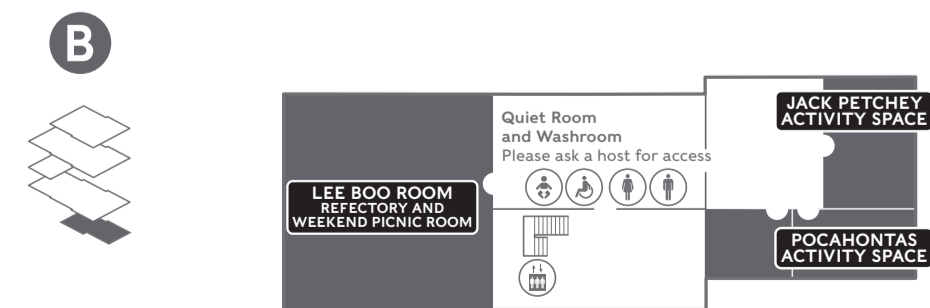 B
Quiet Room
and Washroom
Please ask a host for access
JACK PETCHEY
ACTIVITY SPACE
LEE BOO ROOM
REFECTORY AND
WEEKEND PICNIC ROOM
POCAHONTAS
ACTIVITY SPACE